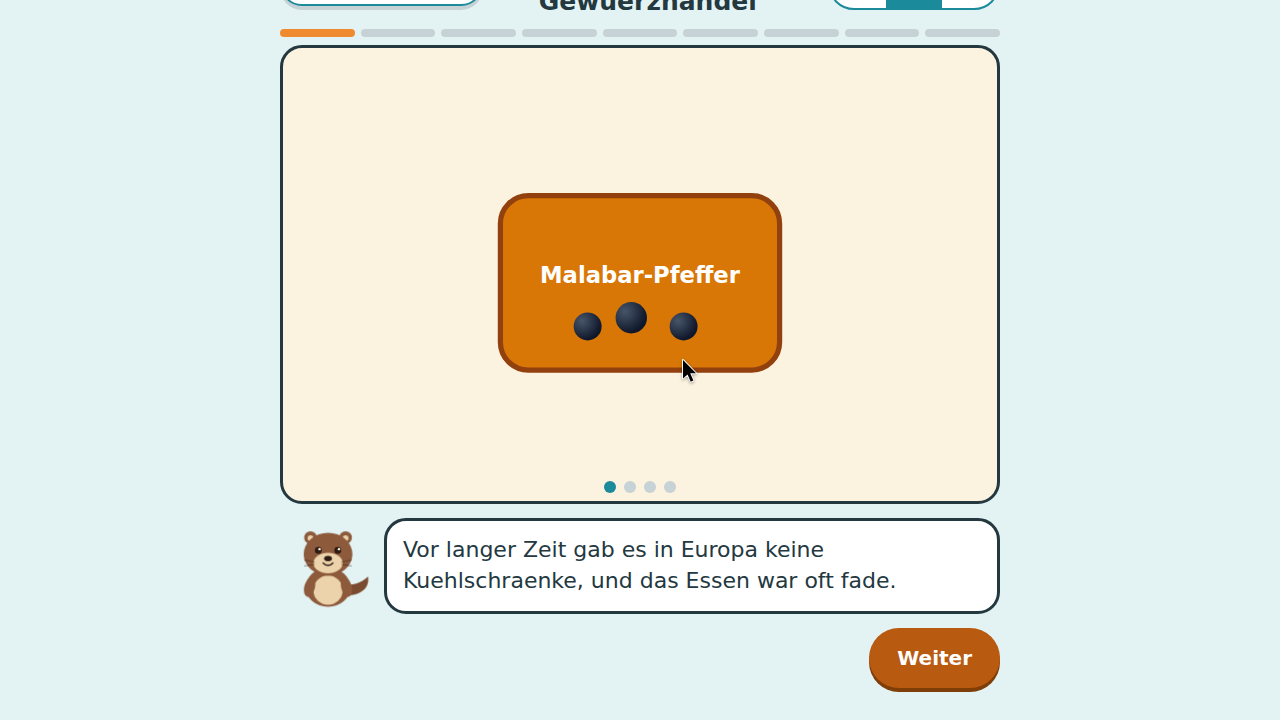 Gewuerzhandel
Malabar-Pfeffer
Vor langer Zeit gab es in Europa keine
Kuehlschraenke, und das Essen war oft fade.
Weiter